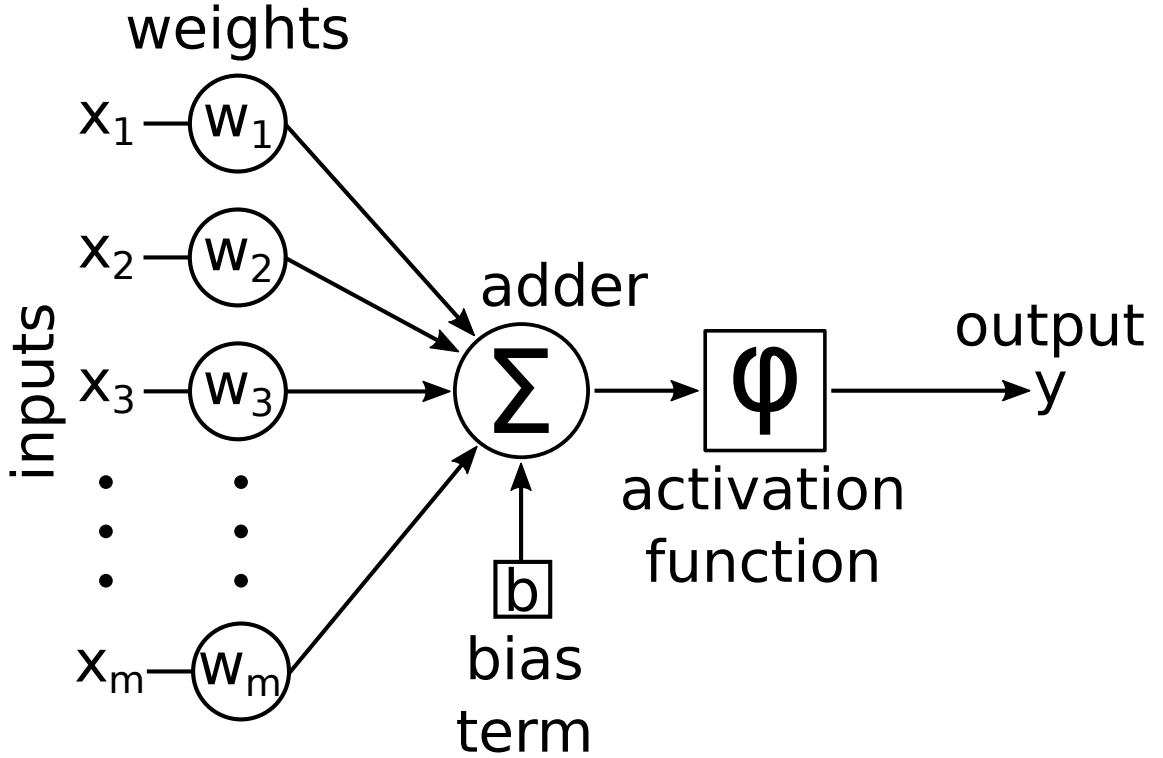 weights
x₁ w₁
x₂ w₂
adder
inputs
x₃ w₃
Σ
φ
output
y
activation
function
b
bias
term
xₘ wₘ